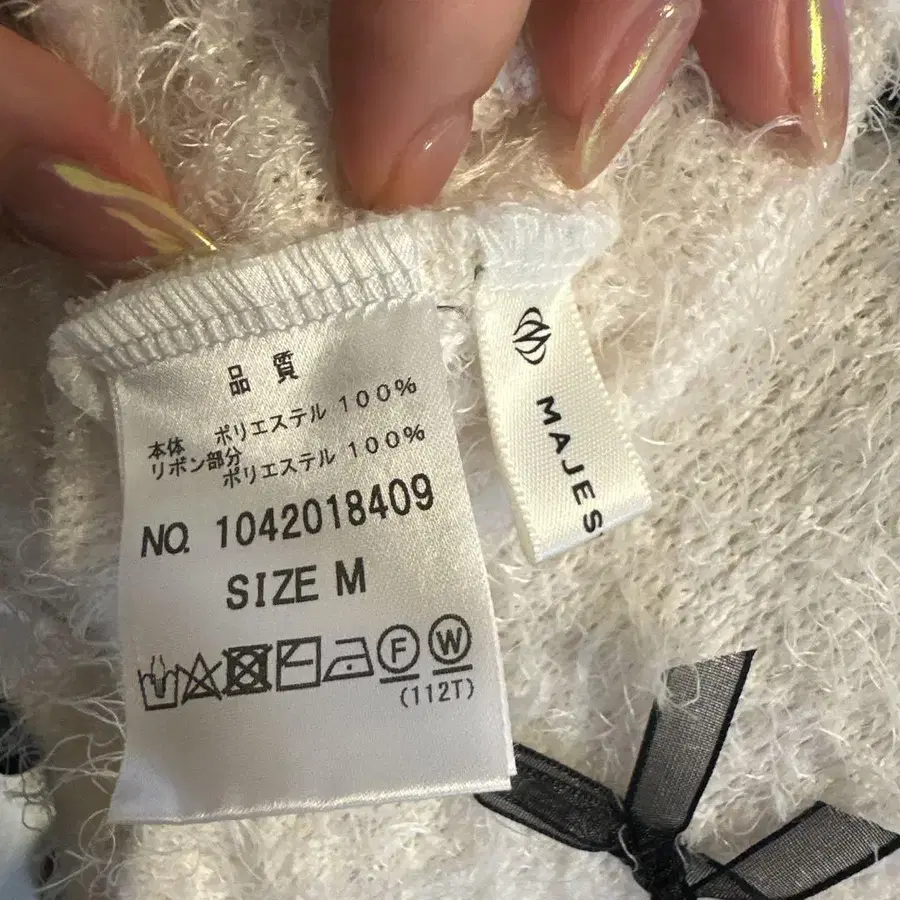 品質
本体 ポリエステル 100%
リボン部分 ポリエステル 100%
NO. 1042018409
SIZE M
F W
(112T)
MAJES